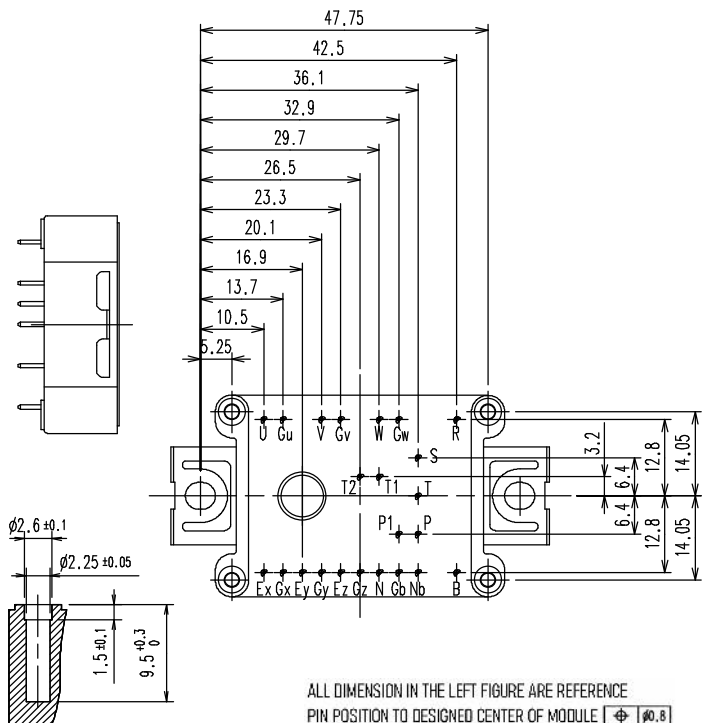 47.75
42.5
36.1
32.9
29.7
26.5
23.3
20.1
16.9
13.7
10.5
5.25
U Gu V Gv W Gw R
S
T2 T1 T
P1 P
Ex Gx Ey Gy Ez Gz N Gb Nb B
3.2
6.4
12.8
14.05
6.4
12.8
14.05
ø2.6 ±0.1
ø2.25 ±0.05
1.5 ±0.1
9.5 +0.3 0
ALL DIMENSION IN THE LEFT FIGURE ARE REFERENCE
PIN POSITION TO DESIGNED CENTER OF MODULE ⌖ ø0.8